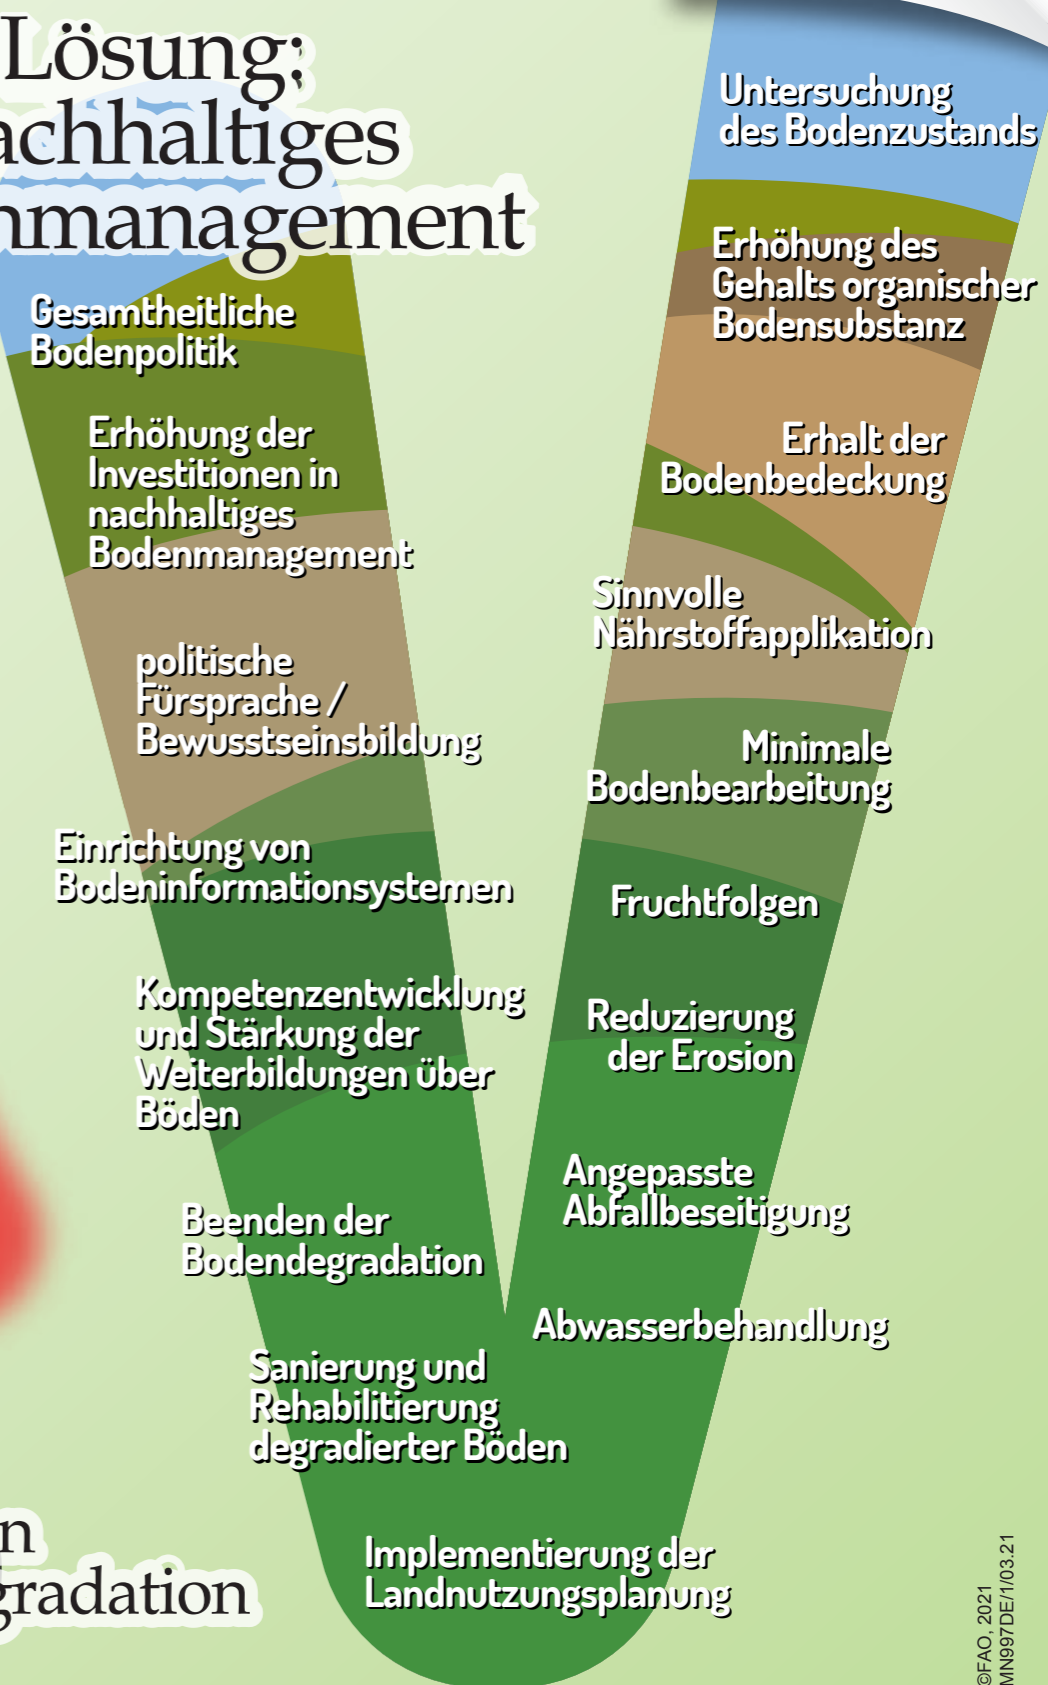 Lösung:
achhaltiges
nmanagement
Gesamtheitliche
Bodenpolitik
Erhöhung der
Investitionen in
nachhaltiges
Bodenmanagement
politische
Fürsprache /
Bewusstseinsbildung
Einrichtung von
Bodeninformationsystemen
Kompetenzentwicklung
und Stärkung der
Weiterbildungen über
Böden
Beenden der
Bodendegradation
Sanierung und
Rehabilitierung
degradierter Böden
Implementierung der
Landnutzungsplanung
Untersuchung
des Bodenzustands
Erhöhung des
Gehalts organischer
Bodensubstanz
Erhalt der
Bodenbedeckung
Sinnvolle
Nährstoffapplikation
Minimale
Bodenbearbeitung
Fruchtfolgen
Reduzierung
der Erosion
Angepasste
Abfallbeseitigung
Abwasserbehandlung
n
gradation
©FAO, 2021
MN997DE/1/03.21